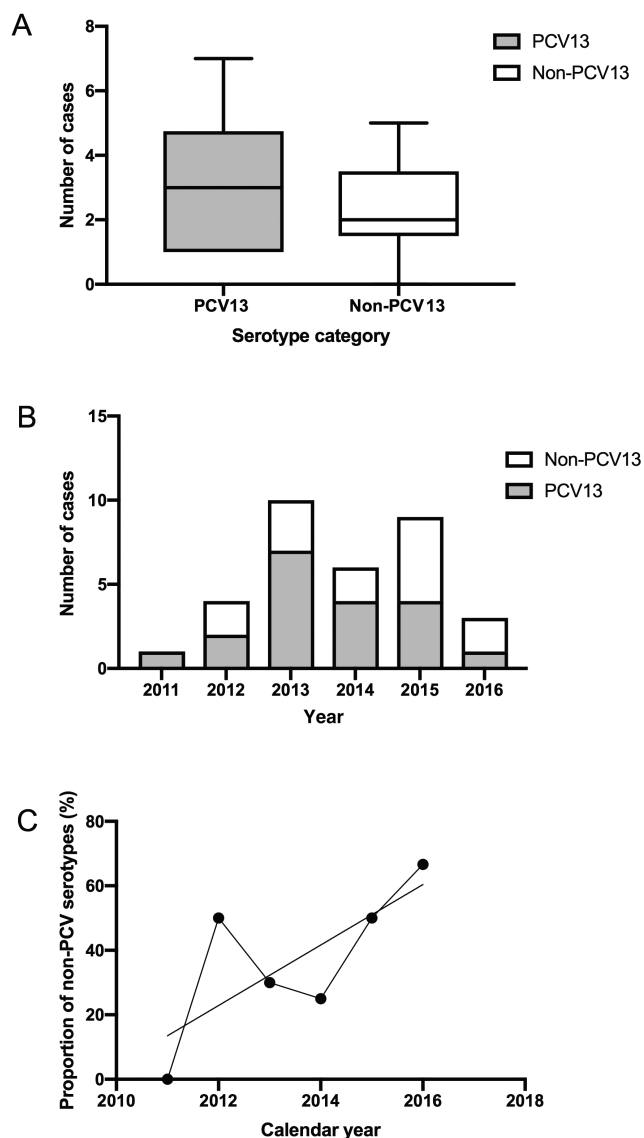 A
8
6
4
2
0
Number of cases
PCV13
Non-PCV13
PCV13
Non-PCV13
Serotype category
B
15
10
5
0
Number of cases
Non-PCV13
PCV13
2011 2012 2013 2014 2015 2016
Year
C
80
60
40
20
0
Proportion of non-PCV serotypes (%)
2010 2012 2014 2016 2018
Calendar year